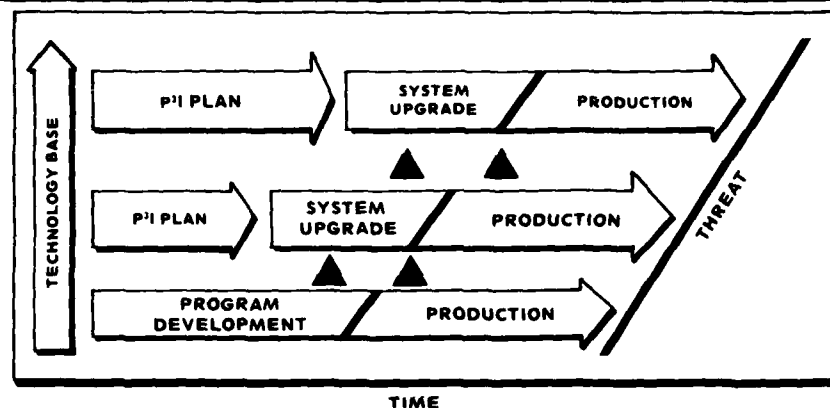 TECHNOLOGY BASE
P³I PLAN
SYSTEM
UPGRADE
PRODUCTION
P³I PLAN
SYSTEM
UPGRADE
PRODUCTION
PROGRAM
DEVELOPMENT
PRODUCTION
THREAT
TIME